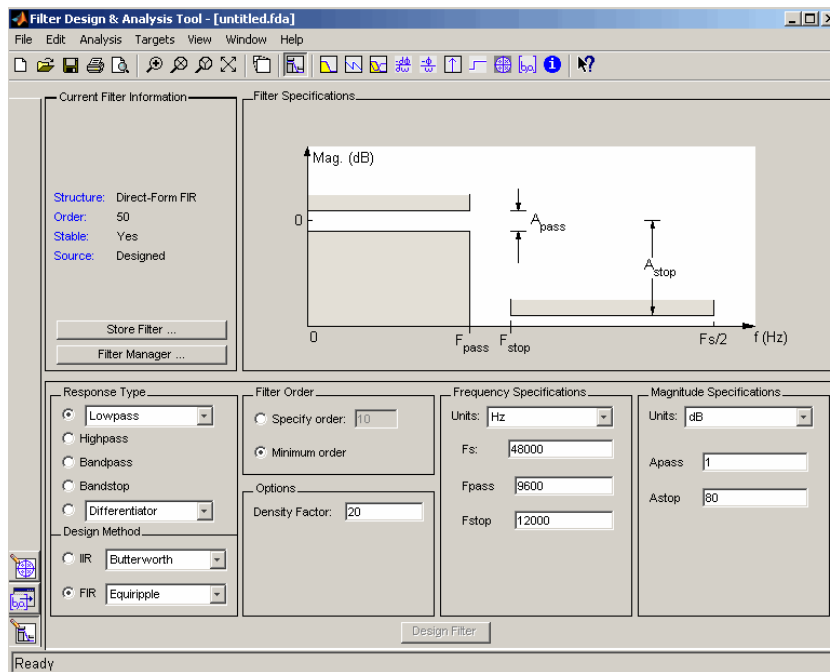 Filter Design & Analysis Tool - [untitled.fda]
File Edit Analysis Targets View Window Help
Current Filter Information
Structure: Direct-Form FIR
Order: 50
Stable: Yes
Source: Designed
Store Filter ...
Filter Manager ...
Filter Specifications
Mag. (dB)
0
A pass
A stop
0
F pass
F stop
Fs/2
f (Hz)
Response Type
Lowpass
Highpass
Bandpass
Bandstop
Differentiator
Design Method
IIR Butterworth
FIR Equiripple
Filter Order
Specify order: 10
Minimum order
Options
Density Factor: 20
Frequency Specifications
Units: Hz
Fs: 48000
Fpass 9600
Fstop 12000
Magnitude Specifications
Units: dB
Apass 1
Astop 80
Design Filter
Ready